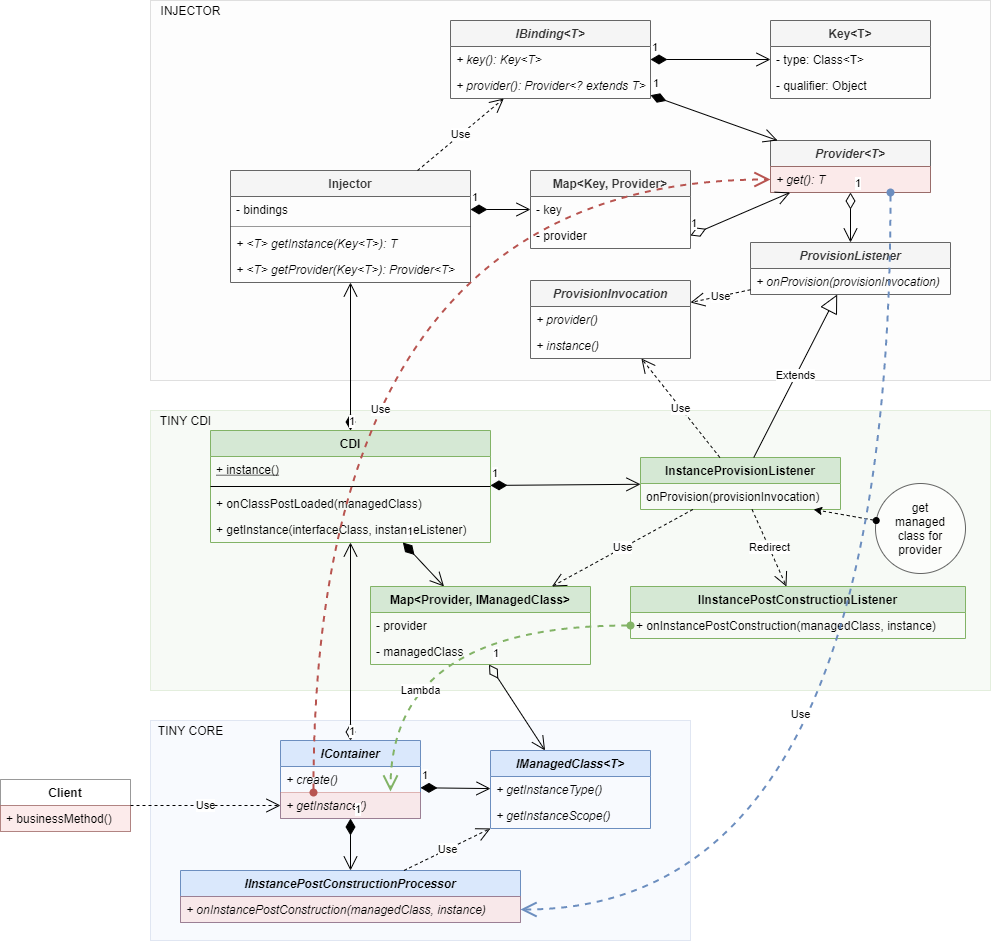 INJECTOR
IBinding<T>
+ key(): Key<T>
+ provider(): Provider<? extends T>
1
1
Key<T>
- type: Class<T>
- qualifier: Object
Use
Provider<T>
+ get(): T
1
Injector
- bindings
+ <T> getInstance(Key<T>): T
+ <T> getProvider(Key<T>): Provider<T>
1
Map<Key, Provider>
- key
- provider
1
ProvisionListener
+ onProvision(provisionInvocation)
Use
ProvisionInvocation
+ provider()
+ instance()
Extends
Use
Use
TINY CDI
1
CDI
+ instance()
+ onClassPostLoaded(managedClass)
+ getInstance(interfaceClass, instanceListener)
1
1
InstanceProvisionListener
onProvision(provisionInvocation)
get
managed
class for
provider
Use
Redirect
Map<Provider, IManagedClass>
- provider
- managedClass
1
IInstancePostConstructionListener
+ onInstancePostConstruction(managedClass, instance)
Lambda
Use
TINY CORE
1
IContainer
+ create()
+ getInstance()
1
1
IManagedClass<T>
+ getInstanceType()
+ getInstanceScope()
Client
+ businessMethod()
Use
Use
IInstancePostConstructionProcessor
+ onInstancePostConstruction(managedClass, instance)